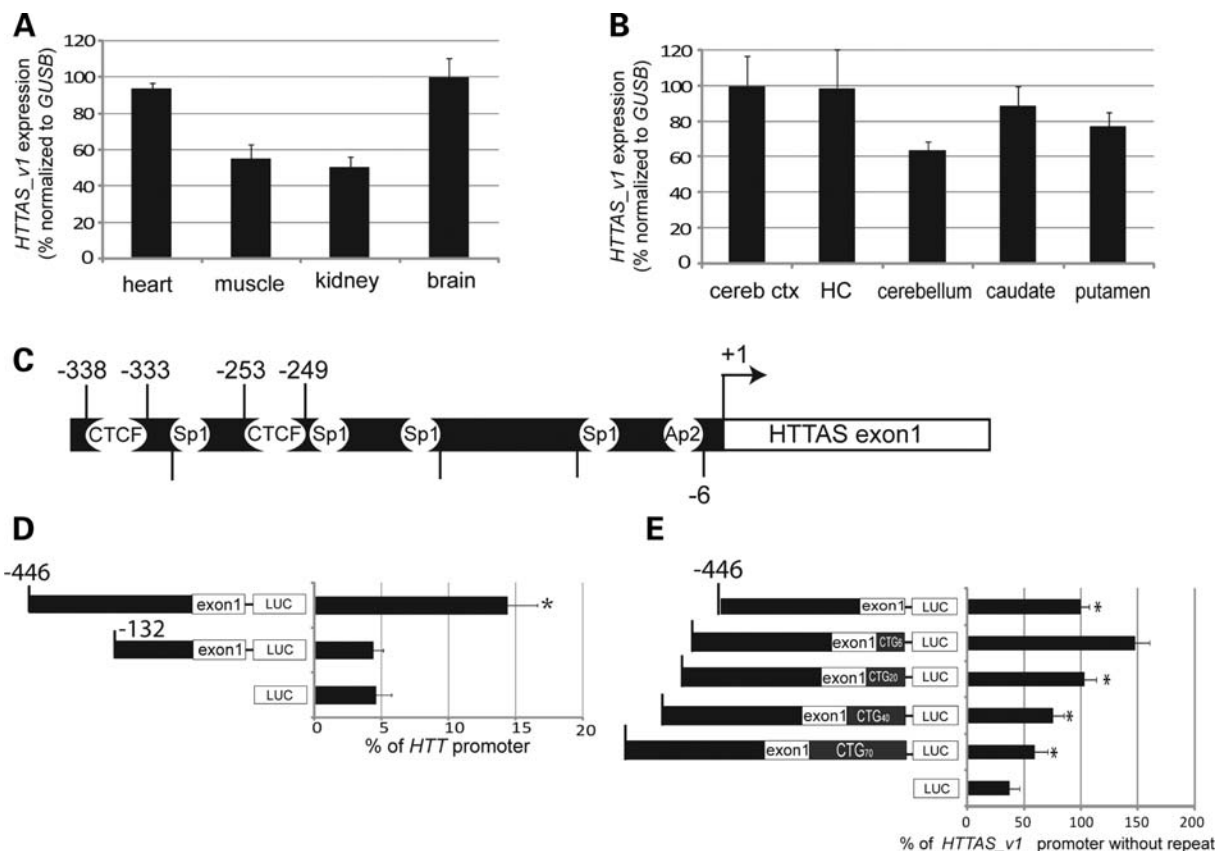 A
120
100
80
60
40
20
0
HTTAS_v1 expression
(% normalized to GUSB)
heart muscle kidney brain
B
120
100
80
60
40
20
0
HTTAS_v1 expression
(% normalized to GUSB)
cereb ctx HC cerebellum caudate putamen
C
-338 -333 -253 -249 +1
CTCF Sp1 CTCF Sp1 Sp1 Sp1 Ap2 HTTAS exon1
-6
D
-446
exon1 LUC *
-132
exon1 LUC
LUC
0 5 10 15 20
% of HTT promoter
E
-446
exon1 LUC *
exon1 CTG5 LUC
exon1 CTG20 LUC *
exon1 CTG40 LUC *
exon1 CTG70 LUC *
LUC
0 50 100 150 200
% of HTTAS_v1 promoter without repeat